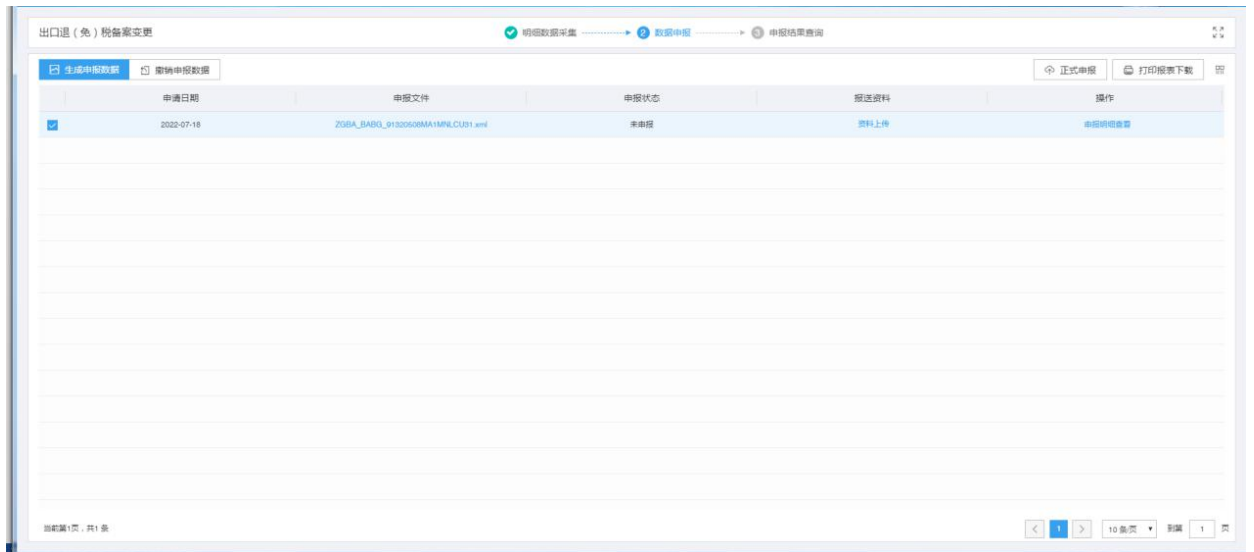 出口退（免）税备案变更 明细数据采集 2 数据申报 3 申报结果查询
生成申报数据 撤销申报数据 正式申报 打印报表下载
申请日期 申报文件 申报状态 报送资料 操作
2022-07-18 ZGBA_BABG_91320508MA1MNLCU31.xml 未申报 资料上传 申报明细查看
当前第1页，共1条 < 1 > 10 条/页 到第 1 页